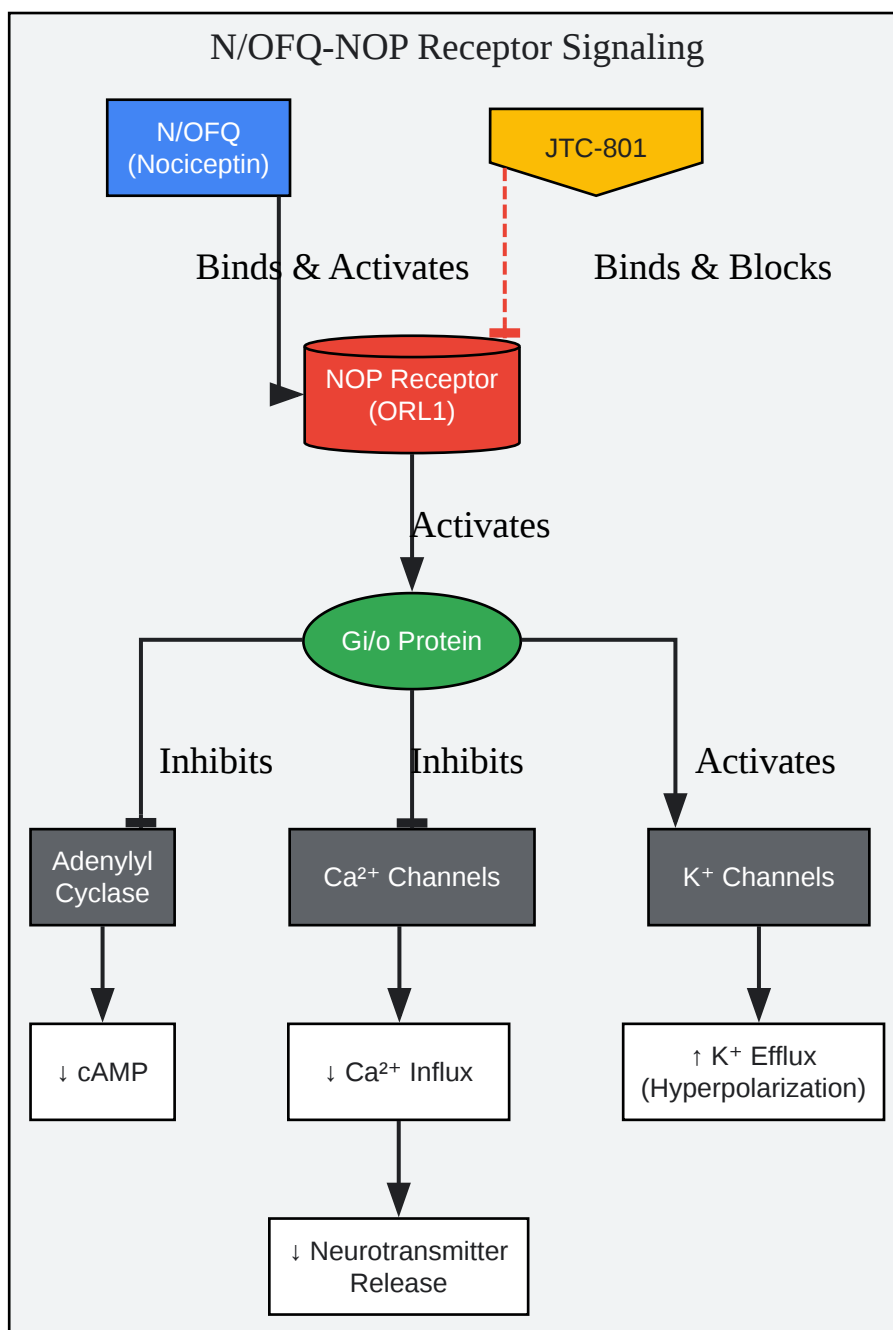 N/OFQ-NOP Receptor Signaling
N/OFQ
(Nociceptin)
JTC-801
Binds & Activates
Binds & Blocks
NOP Receptor
(ORL1)
Activates
Gi/o Protein
Inhibits
Inhibits
Activates
Adenylyl
Cyclase
Ca²⁺ Channels
K⁺ Channels
↓ cAMP
↓ Ca²⁺ Influx
↑ K⁺ Efflux
(Hyperpolarization)
↓ Neurotransmitter
Release